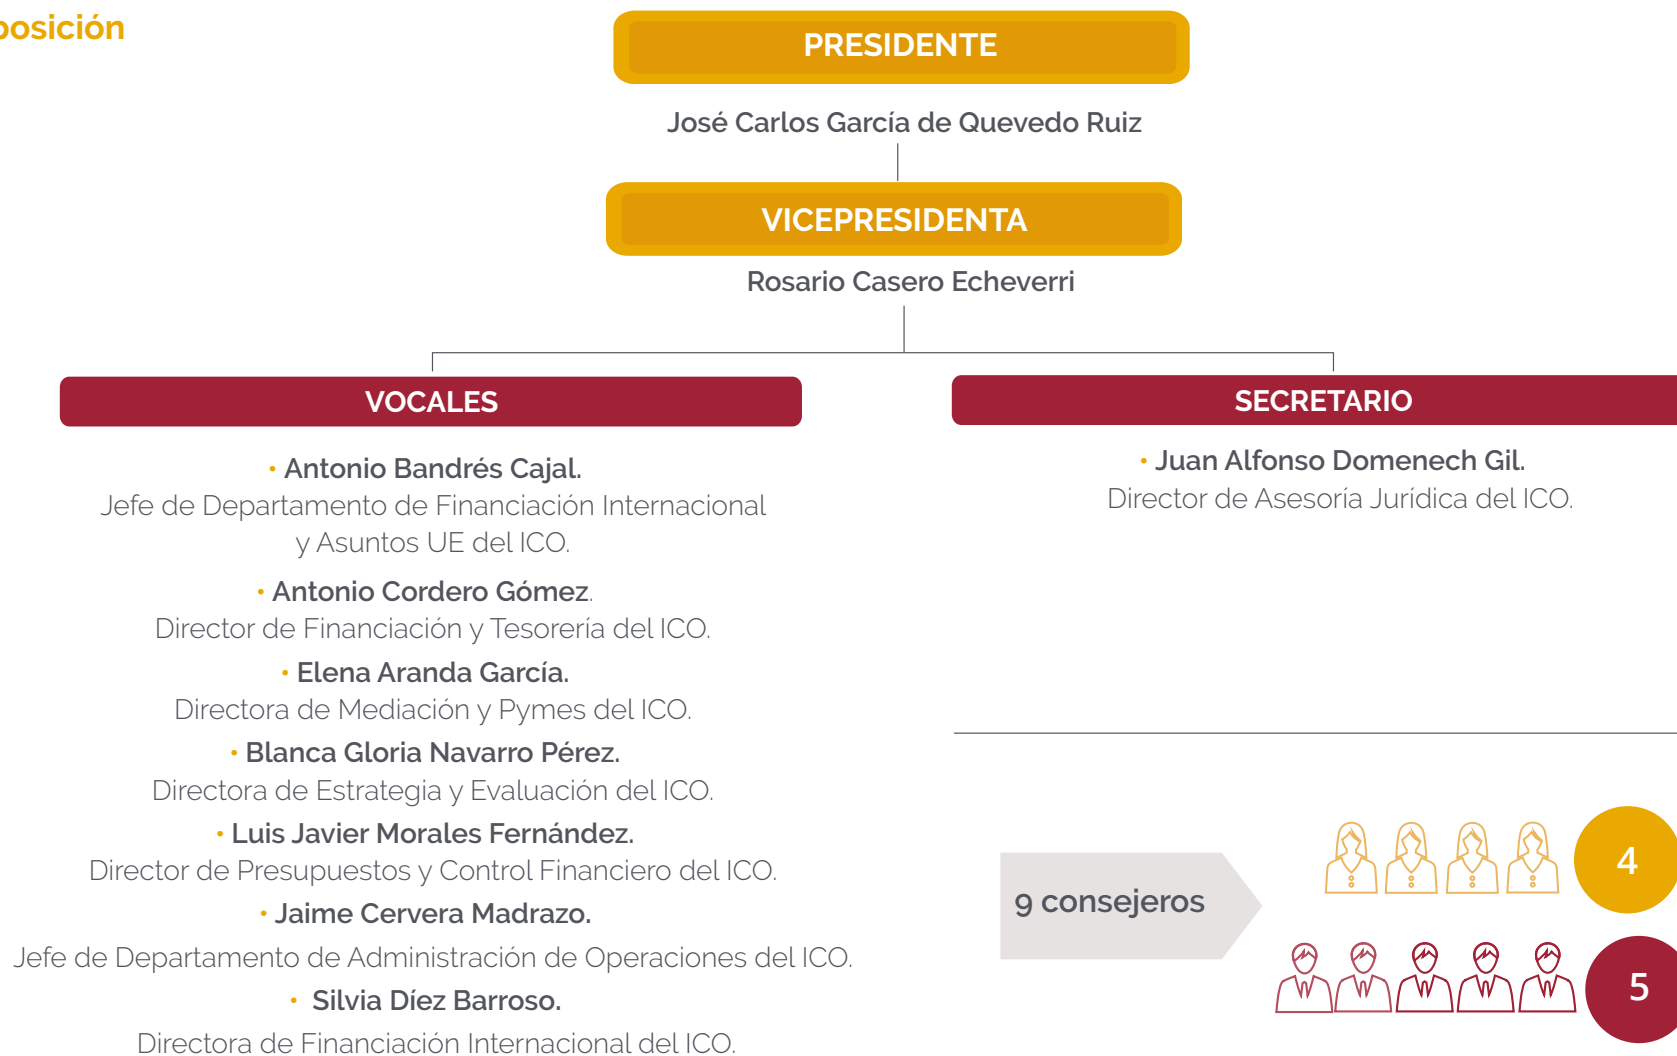 posición
PRESIDENTE
José Carlos García de Quevedo Ruiz
VICEPRESIDENTA
Rosario Casero Echeverri
VOCALES
• Antonio Bandrés Cajal.
Jefe de Departamento de Financiación Internacional
y Asuntos UE del ICO.
• Antonio Cordero Gómez.
Director de Financiación y Tesorería del ICO.
• Elena Aranda García.
Directora de Mediación y Pymes del ICO.
• Blanca Gloria Navarro Pérez.
Directora de Estrategia y Evaluación del ICO.
• Luis Javier Morales Fernández.
Director de Presupuestos y Control Financiero del ICO.
• Jaime Cervera Madrazo.
Jefe de Departamento de Administración de Operaciones del ICO.
• Silvia Díez Barroso.
Directora de Financiación Internacional del ICO.
SECRETARIO
• Juan Alfonso Domenech Gil.
Director de Asesoría Jurídica del ICO.
9 consejeros
4
5